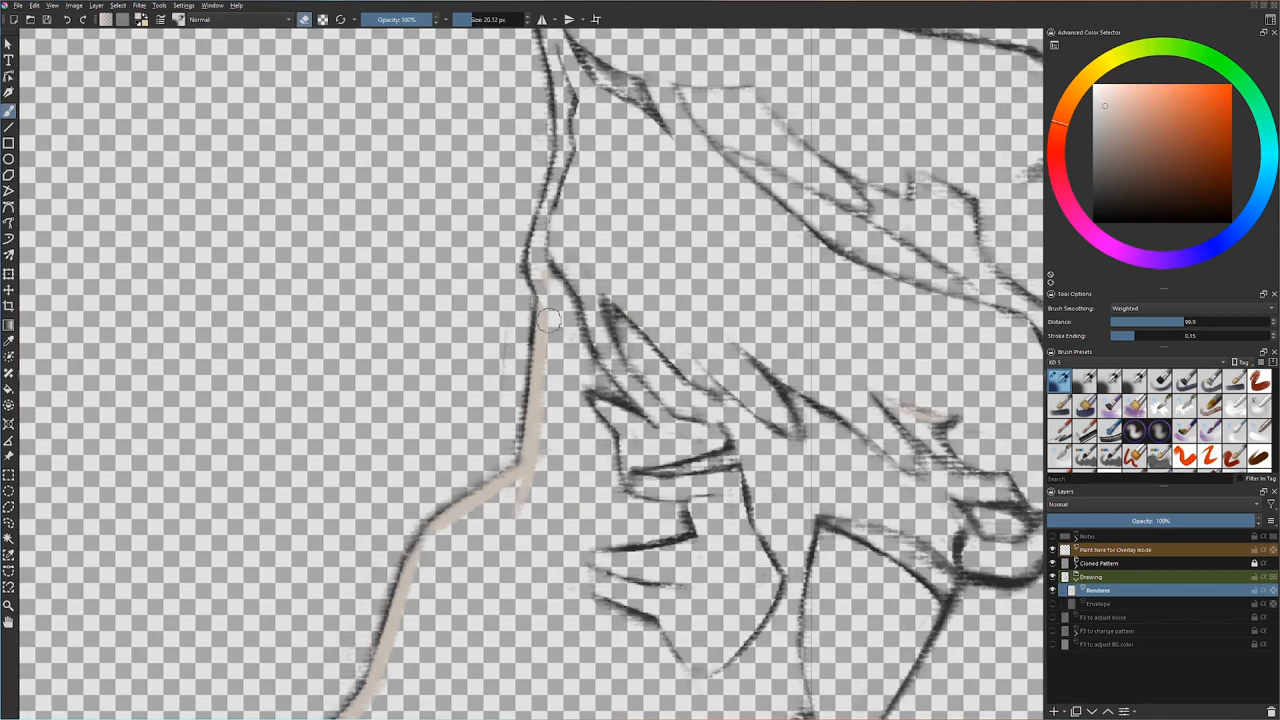 File Edit View Image Layer Select Filter Tools Settings Window Help
Normal
Opacity: 100%
Size: 20.12 px
Advanced Color Selector
Tool Options
Brush Smoothing: Weighted
Distance: 99.9
Stroke Ending: 0.15
Brush Presets
KD 5
Tag
Search
Filter in Tag
Layers
Normal
Opacity: 100%
Notes
Paint here for Overlay mode
Cloned Pattern
Drawing
Renderer
Envelope
F3 to adjust noise
F3 to change pattern
F3 to adjust BG color